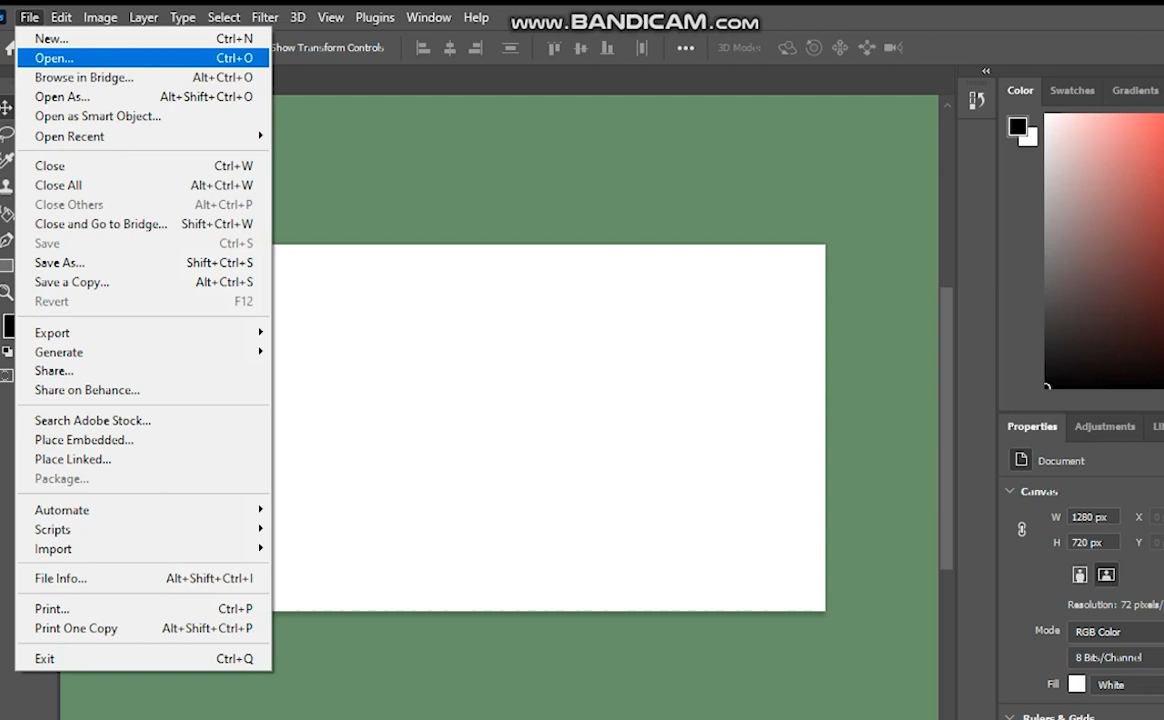 File Edit Image Layer Type Select Filter 3D View Plugins Window Help
www.BANDICAM.com
Show Transform Controls
3D Mode:
New... Ctrl+N
Open... Ctrl+O
Browse in Bridge... Alt+Ctrl+O
Open As... Alt+Shift+Ctrl+O
Open as Smart Object...
Open Recent
Close Ctrl+W
Close All Alt+Ctrl+W
Close Others Alt+Ctrl+P
Close and Go to Bridge... Shift+Ctrl+W
Save Ctrl+S
Save As... Shift+Ctrl+S
Save a Copy... Alt+Ctrl+S
Revert F12
Export
Generate
Share...
Share on Behance...
Search Adobe Stock...
Place Embedded...
Place Linked...
Package...
Automate
Scripts
Import
File Info... Alt+Shift+Ctrl+I
Print... Ctrl+P
Print One Copy Alt+Shift+Ctrl+P
Exit Ctrl+Q
Color Swatches Gradients
Properties Adjustments Li
Document
Canvas
W 1280 px X 0
H 720 px Y 0
Resolution: 72 pixels/
Mode RGB Color
8 Bits/Channel
Fill White
Rulers & Grids